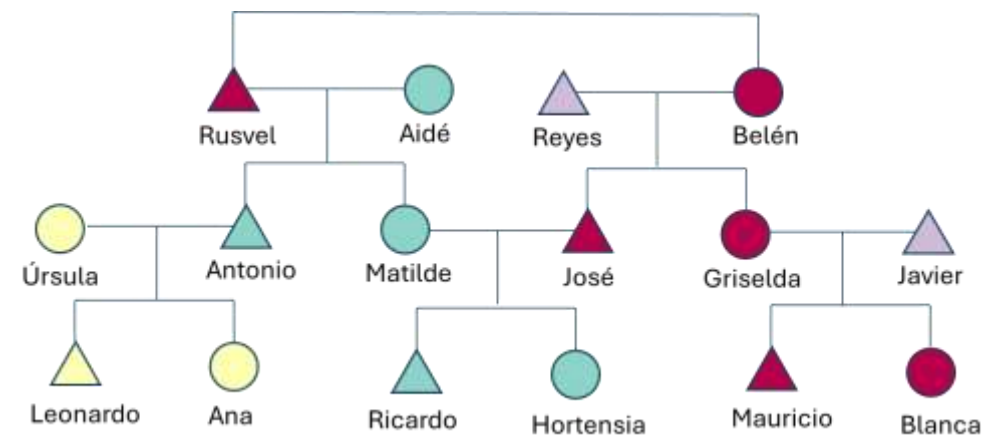 Rusvel
Aidé
Reyes
Belén
Úrsula
Antonio
Matilde
José
Griselda
Javier
Leonardo
Ana
Ricardo
Hortensia
Mauricio
Blanca